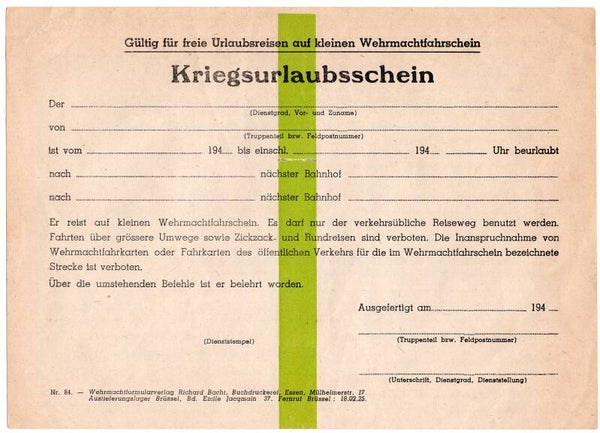 Gültig für freie Urlaubsreisen auf kleinen Wehrmachtfahrschein
Kriegsurlaubsschein
Der
(Dienstgrad, Vor- und Zuname)
von
(Truppenteil bzw. Feldpostnummer)
ist vom 194 bis einschl. 194 Uhr beurlaubt
nach nächster Bahnhof
nach nächster Bahnhof
Er reist auf kleinen Wehrmachtfahrschein. Es darf nur der verkehrsübliche Reiseweg benutzt werden.
Fahrten über grössere Umwege sowie Zickzack- und Rundreisen sind verboten. Die Inanspruchnahme von
Wehrmachtfahrkarten oder Fahrkarten des öffentlichen Verkehrs für die im Wehrmachtfahrschein bezeichnete
Strecke ist verboten.
Über die umstehenden Befehle ist er belehrt worden.
Ausgefertigt am 194
(Dienststempel)
(Truppenteil bzw. Feldpostnummer)
(Unterschrift, Dienstgrad, Dienststellung)
Nr. 84. — Wehrmachtformularverlag Richard Bacht, Buchdruckerei, Essen, Mülheimerstr. 17.
Auslieferungslager Brüssel, Bd. Emile Jacqmain 37. Fernruf Brüssel : 18.02.25.